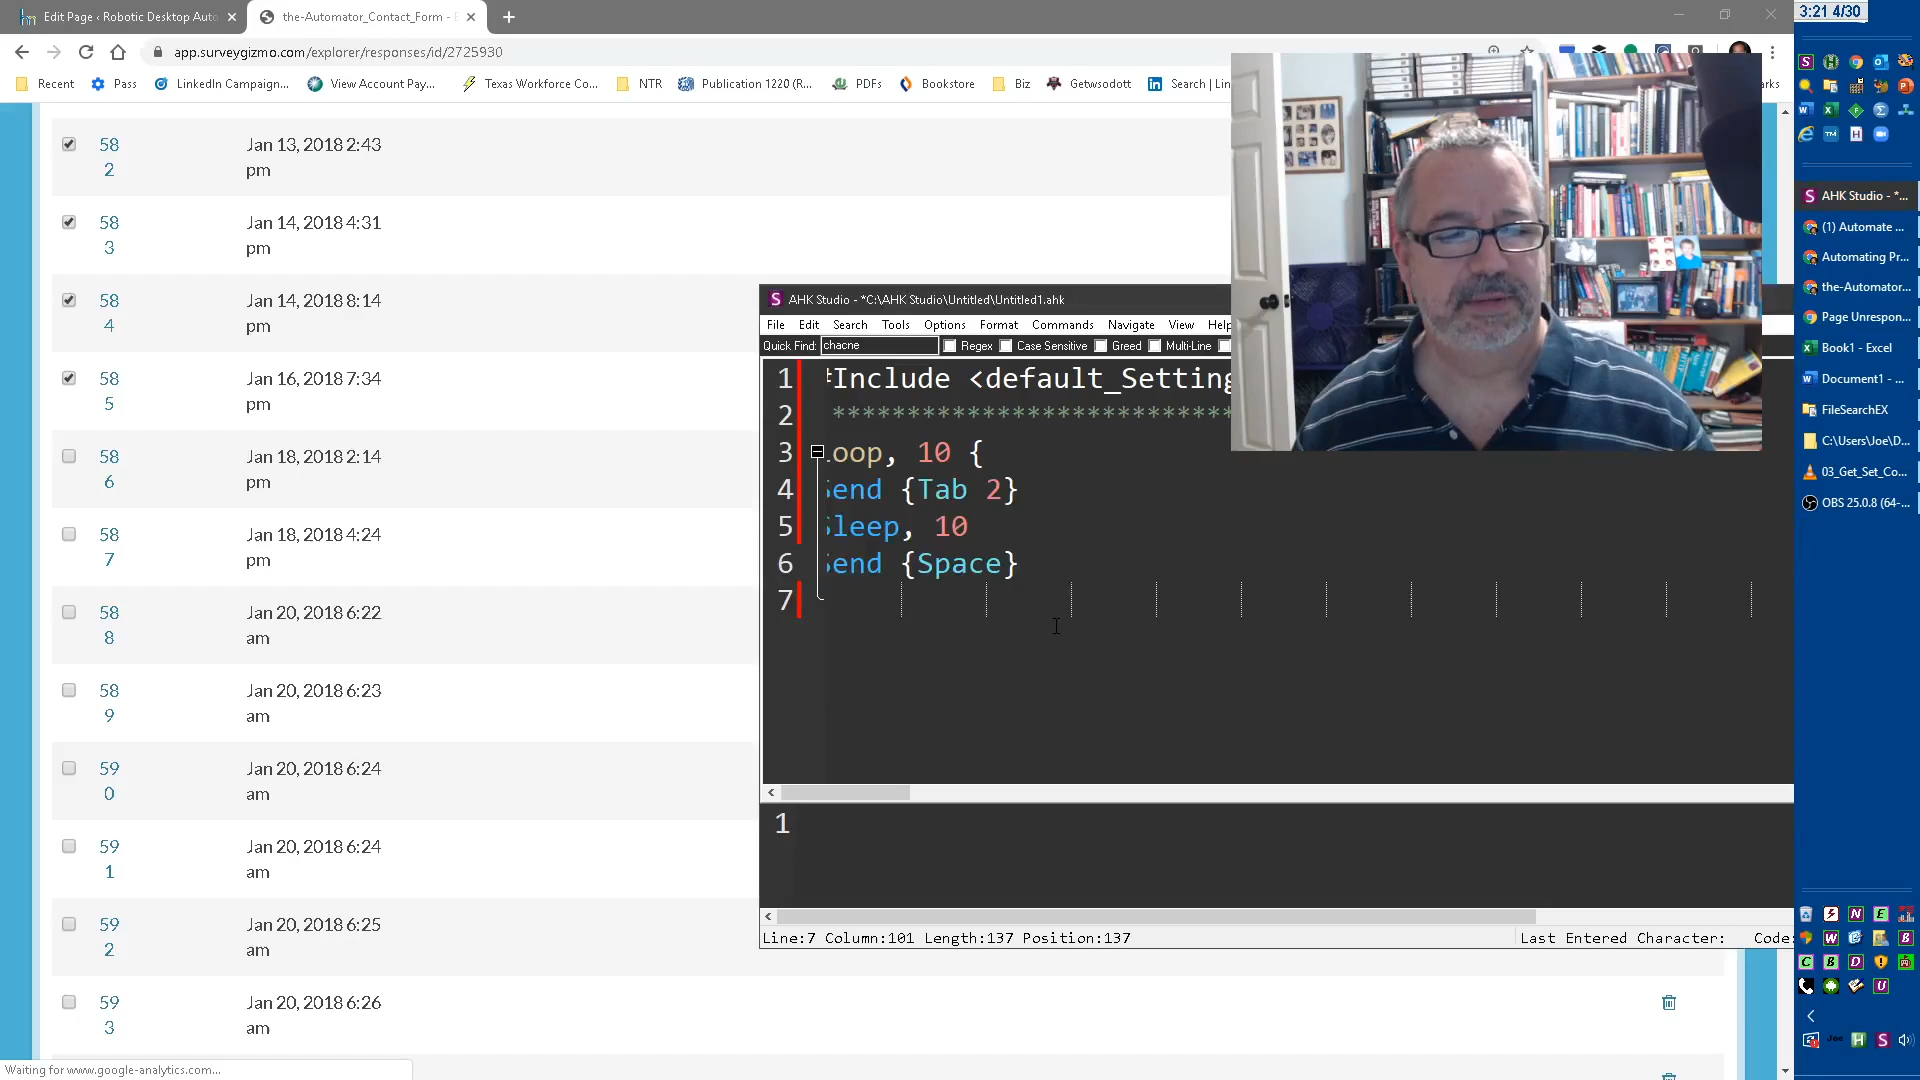 Edit Page ‹ Robotic Desktop Auto
the-Automator_Contact_Form - E
3:21 4/30
app.surveygizmo.com/explorer/responses/id/2725930
Recent
Pass
LinkedIn Campaign...
View Account Pay...
Texas Workforce Co...
NTR
Publication 1220 (R...
PDFs
Bookstore
Biz
Getwsodott
Search | Lin
58
2
Jan 13, 2018 2:43
pm
58
3
Jan 14, 2018 4:31
pm
58
4
Jan 14, 2018 8:14
pm
58
5
Jan 16, 2018 7:34
pm
58
6
Jan 18, 2018 2:14
pm
58
7
Jan 18, 2018 4:24
pm
58
8
Jan 20, 2018 6:22
am
58
9
Jan 20, 2018 6:23
am
59
0
Jan 20, 2018 6:24
am
59
1
Jan 20, 2018 6:24
am
59
2
Jan 20, 2018 6:25
am
59
3
Jan 20, 2018 6:26
am
Waiting for www.google-analytics.com...
AHK Studio - *C:\AHK Studio\Untitled\Untitled1.ahk
File Edit Search Tools Options Format Commands Navigate View Help
Quick Find: chacne Regex Case Sensitive Greed Multi-Line
1 #Include <default_Setting
2 **************************
3 Loop, 10 {
4 Send {Tab 2}
5 Sleep, 10
6 Send {Space}
7
1
Line:7 Column:101 Length:137 Position:137
Last Entered Character: Code:
AHK Studio - *...
(1) Automate ...
Automating Pr...
the-Automator...
Page Unrespon...
Book1 - Excel
Document1 - ...
FileSearchEX
C:\Users\Joe\D...
03_Get_Set_Co...
OBS 25.0.8 (64-...
Joe